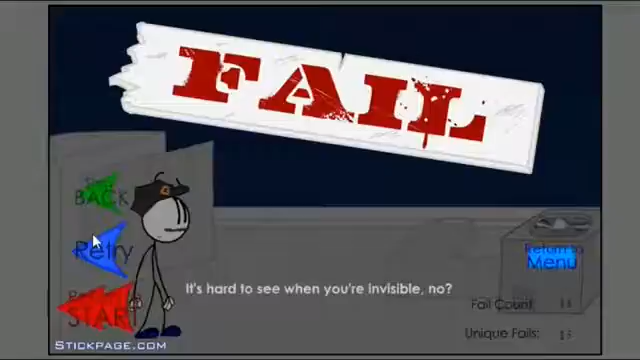 FAIL
BACK
Retry
START
Return to
Menu
It's hard to see when you're invisible, no?
Fail Count:
Unique Fails: 13
STICKPAGE.COM